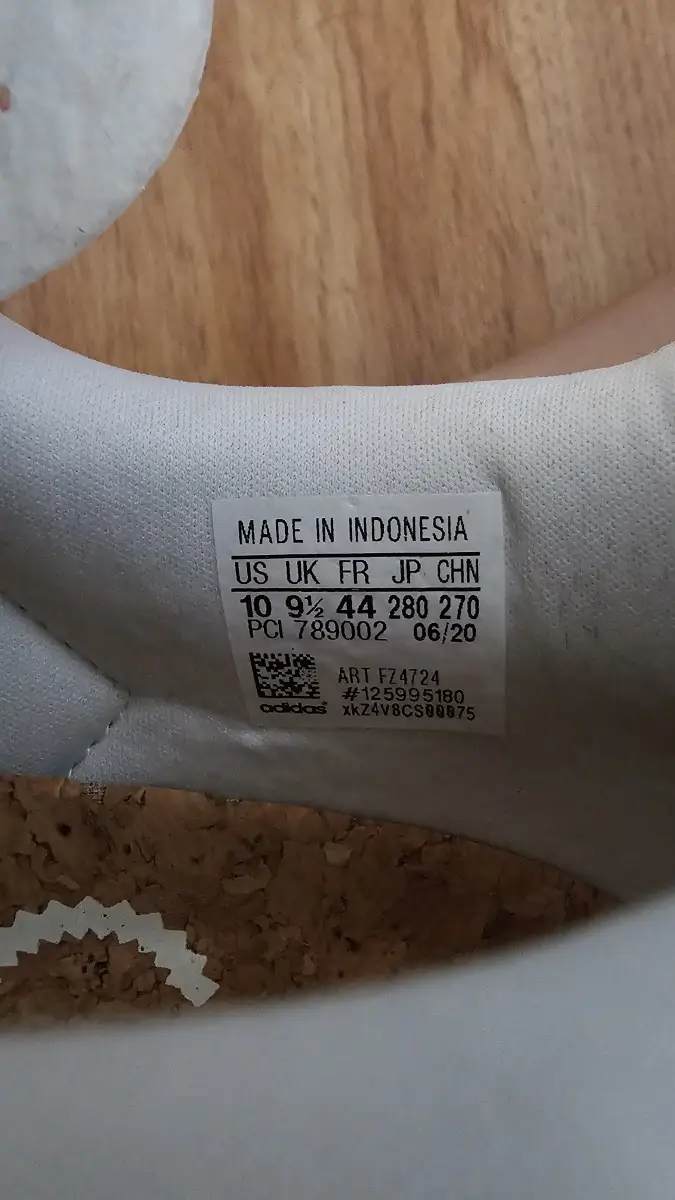 MADE IN INDONESIA
US UK FR JP CHN
10 9½ 44 280 270
PCI 789002 06/20
ART FZ4724
#125995180
adidas xkZ4V8CS00075